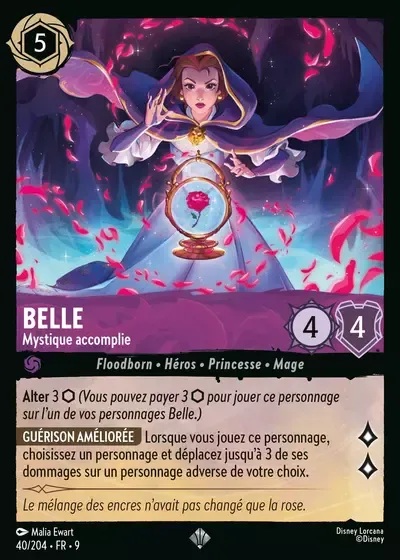 5
BELLE
Mystique accomplie
4
4
Floodborn • Héros • Princesse • Mage
Alter 3 (Vous pouvez payer 3 pour jouer ce personnage
sur l'un de vos personnages Belle.)
GUÉRISON AMÉLIORÉE Lorsque vous jouez ce personnage,
choisissez un personnage et déplacez jusqu'à 3 de ses
dommages sur un personnage adverse de votre choix.
Le mélange des encres n'avait pas changé que la rose.
Malia Ewart
40/204 • FR • 9
Disney Lorcana
©Disney